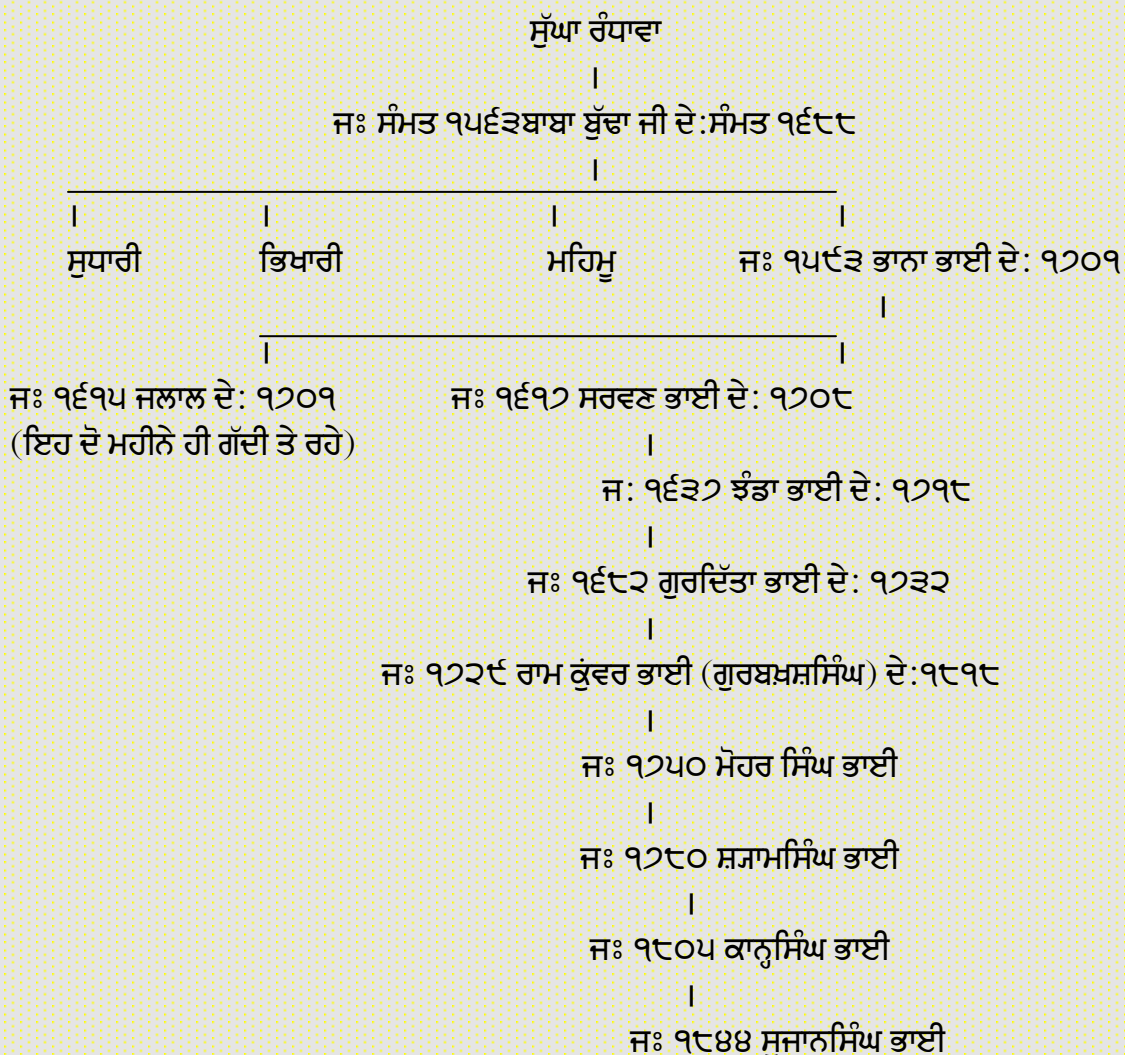 ਸੁੱਘਾ ਰੰਧਾਵਾ
।
ਜਃ ਸੰਮਤ ੧੫੬੩ਬਾਬਾ ਬੁੱਢਾ ਜੀ ਦੇ:ਸੰਮਤ ੧੬੮੮
।
। । । ।
ਸੁਧਾਰੀ ਭਿਖਾਰੀ ਮਹਿਮੂ ਜਃ ੧੫੯੩ ਭਾਨਾ ਭਾਈ ਦੇ: ੧੭੦੧
।
। ।
ਜਃ ੧੬੧੫ ਜਲਾਲ ਦੇ: ੧੭੦੧ ਜਃ ੧੬੧੭ ਸਰਵਣ ਭਾਈ ਦੇ: ੧੭੦੮
(ਇਹ ਦੋ ਮਹੀਨੇ ਹੀ ਗੱਦੀ ਤੇ ਰਹੇ) ।
ਜ: ੧੬੩੭ ਝੰਡਾ ਭਾਈ ਦੇ: ੧੭੧੮
।
ਜਃ ੧੬੮੨ ਗੁਰਦਿੱਤਾ ਭਾਈ ਦੇ: ੧੭੩੨
।
ਜਃ ੧੭੨੯ ਰਾਮ ਕੁੰਵਰ ਭਾਈ (ਗੁਰਬਖ਼ਸ਼ਸਿੰਘ) ਦੇ:੧੮੧੮
।
ਜਃ ੧੭੫੦ ਮੋਹਰ ਸਿੰਘ ਭਾਈ
।
ਜਃ ੧੭੮੦ ਸ਼੍ਯਾਮਸਿੰਘ ਭਾਈ
।
ਜਃ ੧੮੦੫ ਕਾਨ੍ਹਸਿੰਘ ਭਾਈ
।
ਜਃ ੧੮੪੪ ਸੁਜਾਨਸਿੰਘ ਭਾਈ